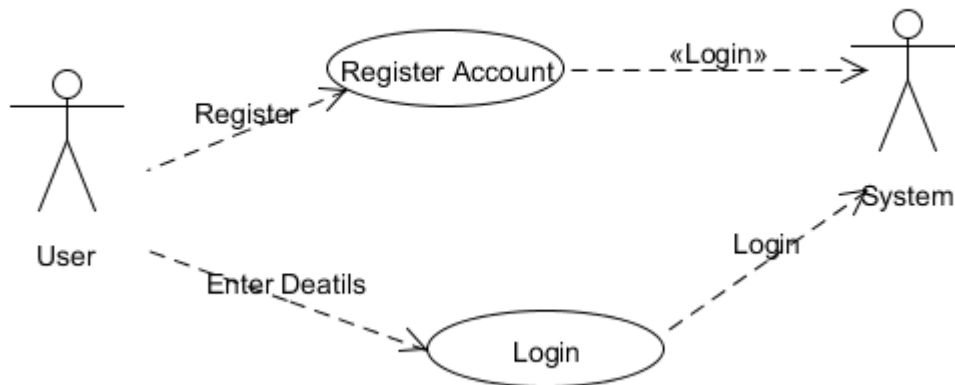 Register Account
«Login»
Register
System
User
Login
Enter Deatils
Login